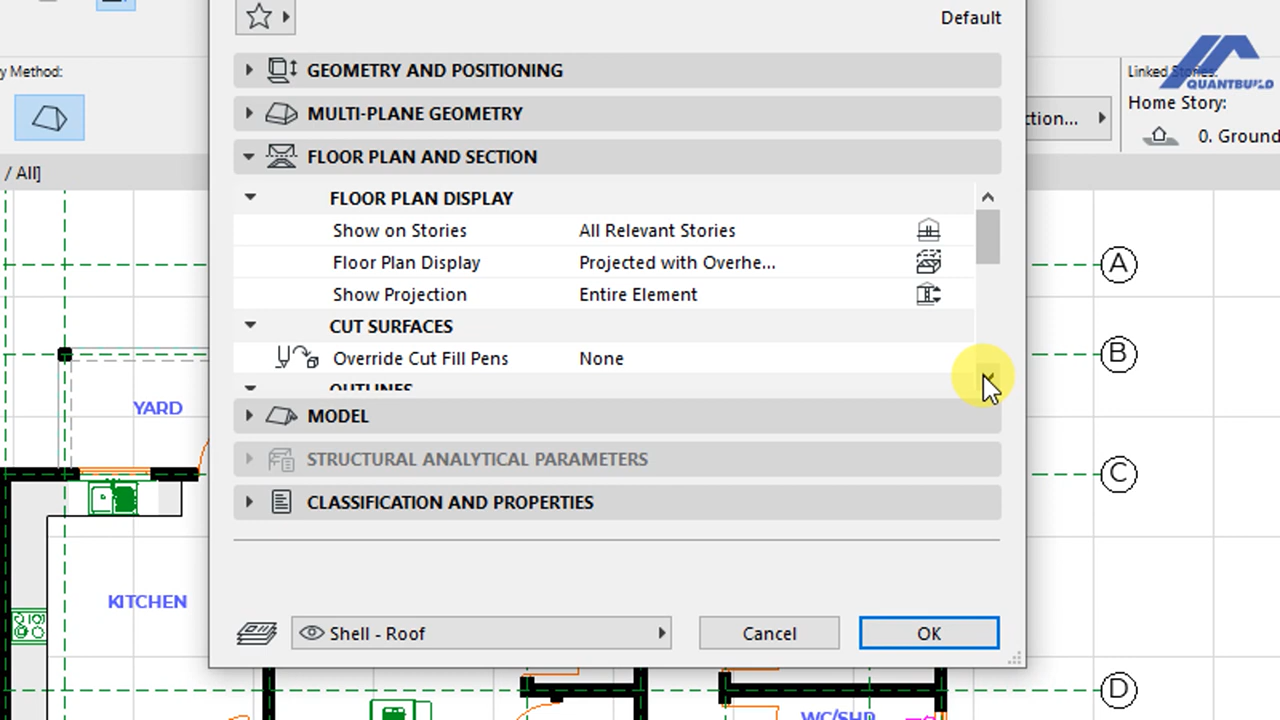 Default
y Method:
Linked Stories:
QUANTBUILD
GEOMETRY AND POSITIONING
Home Story:
MULTI-PLANE GEOMETRY
ction...
0. Ground
FLOOR PLAN AND SECTION
/ All]
FLOOR PLAN DISPLAY
Show on Stories All Relevant Stories
Floor Plan Display Projected with Overhe...
A
Show Projection Entire Element
CUT SURFACES
Override Cut Fill Pens None
B
OUTLINES
YARD
MODEL
STRUCTURAL ANALYTICAL PARAMETERS
C
CLASSIFICATION AND PROPERTIES
KITCHEN
Shell - Roof
Cancel
OK
D
WC/SHD